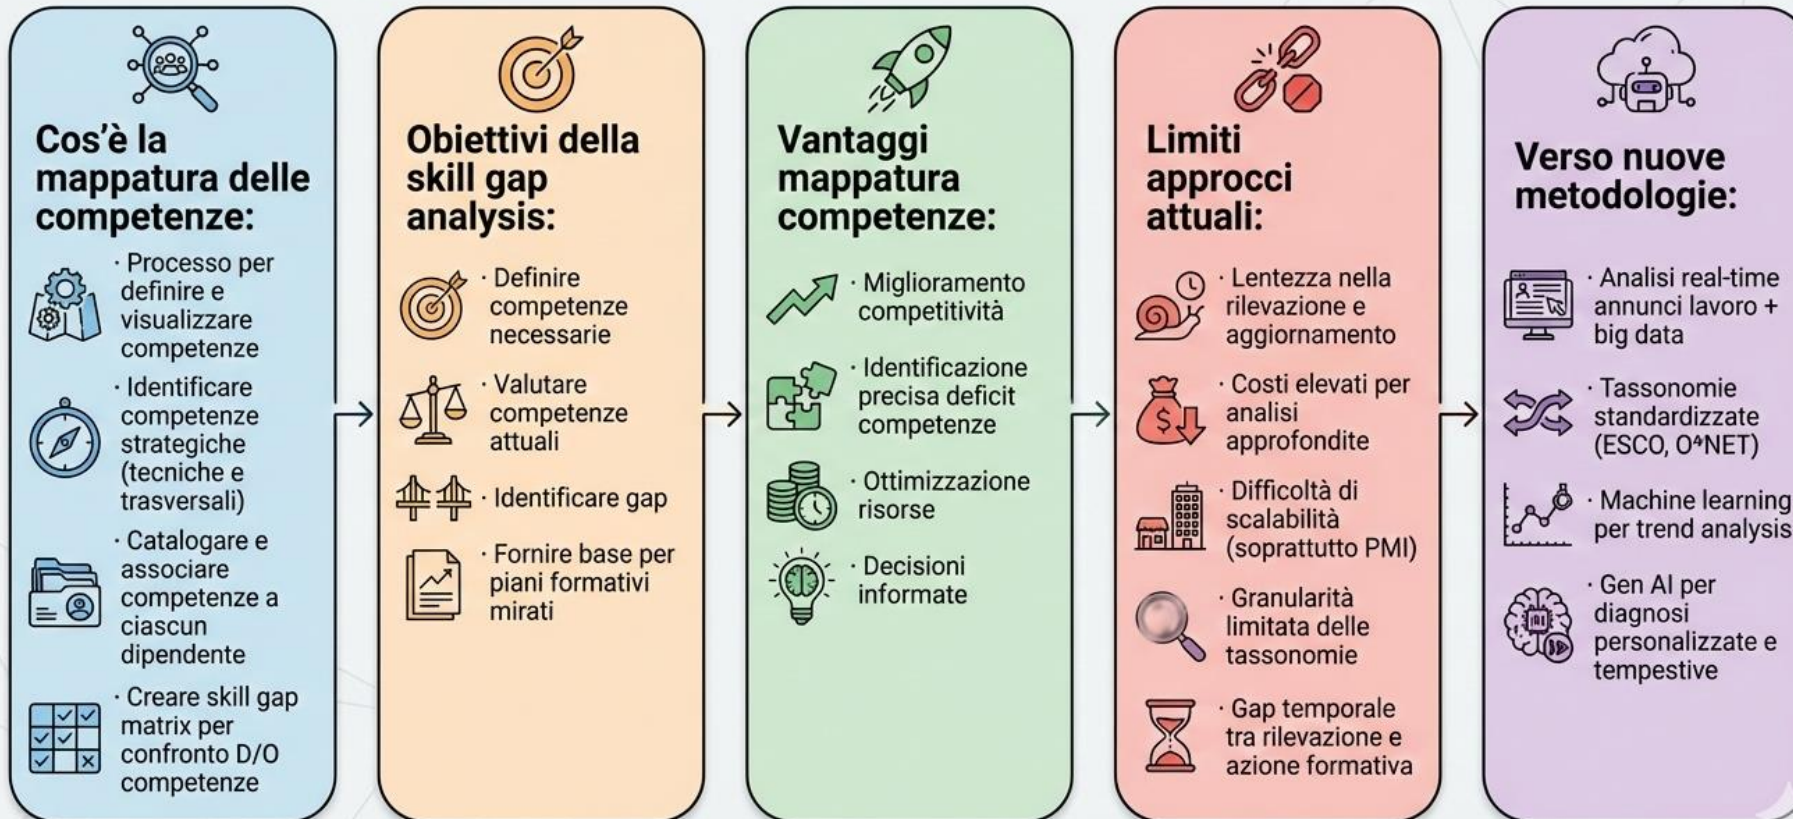 Cos'è la
mappatura delle
competenze:
· Processo per
definire e
visualizzare
competenze
· Identificare
competenze
strategiche
(tecniche e
trasversali)
· Catalogare e
associare
competenze a
ciascun
dipendente
· Creare skill gap
matrix per
confronto D/O
competenze
Obiettivi della
skill gap
analysis:
· Definire
competenze
necessarie
· Valutare
competenze
attuali
· Identificare gap
· Fornire base per
piani formativi
mirati
Vantaggi
mappatura
competenze:
· Miglioramento
competitività
· Identificazione
precisa deficit
competenze
· Ottimizzazione
risorse
· Decisioni
informate
Limiti
approcci
attuali:
· Lentezza nella
rilevazione e
aggiornamento
· Costi elevati per
analisi
approfondite
$
· Difficoltà di
scalabilità
(soprattutto PMI)
· Granularità
limitata delle
tassonomie
· Gap temporale
tra rilevazione e
azione formativa
Verso nuove
metodologie:
· Analisi real-time
annunci lavoro +
big data
· Tassonomie
standardizzate
(ESCO, O⁴NET)
· Machine learning
per trend analysis
· Gen AI per
diagnosi
personalizzate e
tempestive